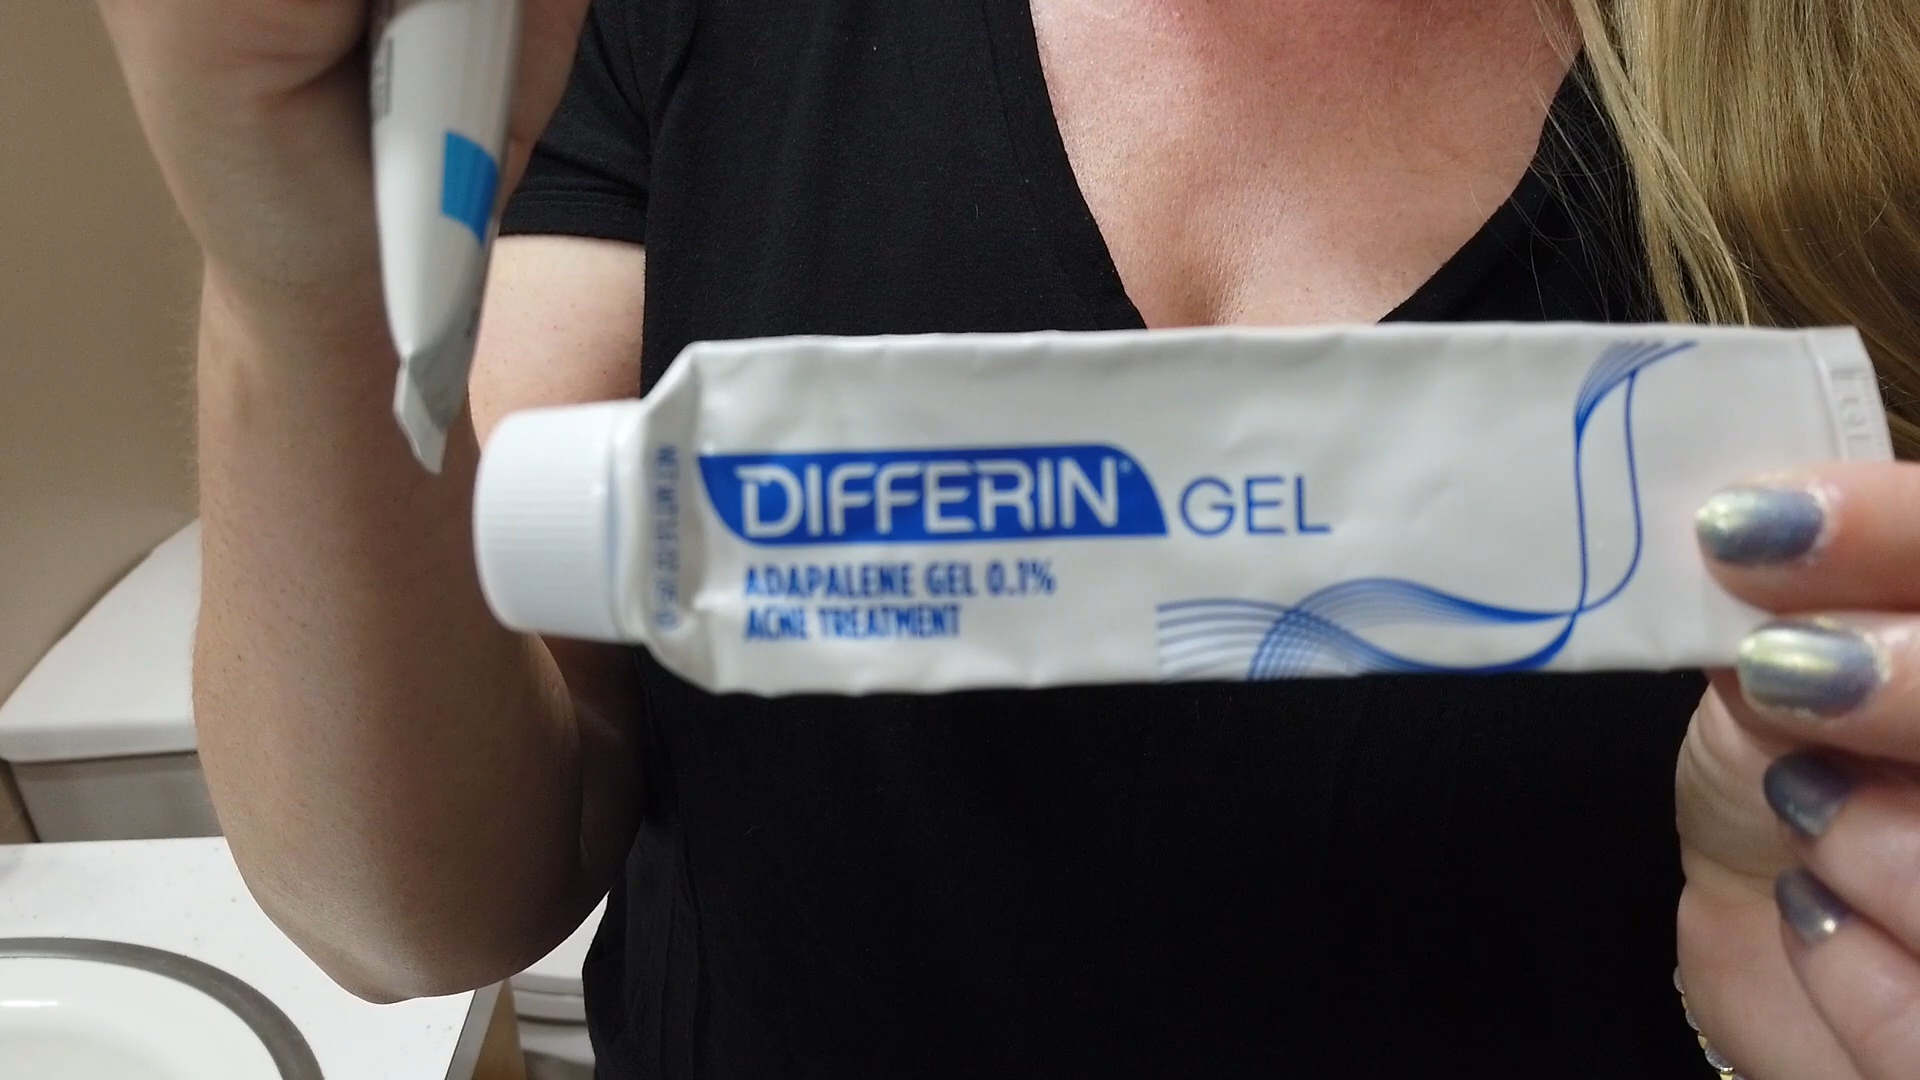 DIFFERIN® GEL
ADAPALENE GEL 0.1%
ACNE TREATMENT